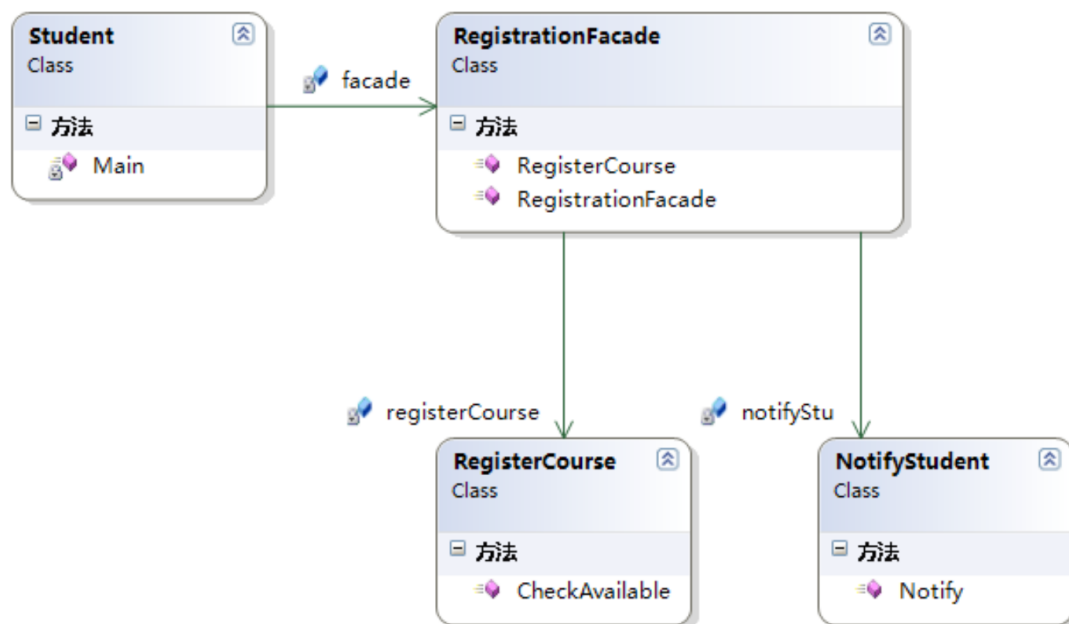 Student
Class
方法
Main
facade
RegistrationFacade
Class
方法
RegisterCourse
RegistrationFacade
registerCourse
notifyStu
RegisterCourse
Class
方法
CheckAvailable
NotifyStudent
Class
方法
Notify